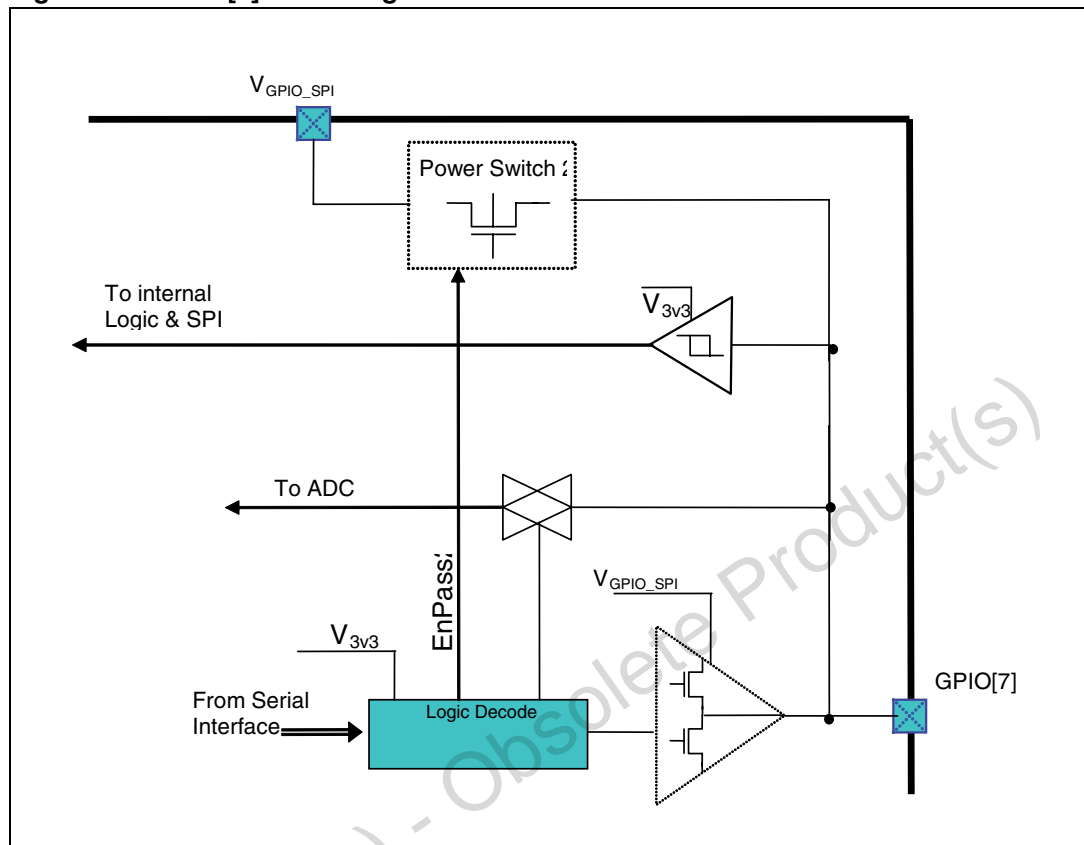 V_GPIO_SPI
Power Switch 2
To internal
Logic & SPI
V_3v3
To ADC
EnPass2
V_GPIO_SPI
V_3v3
GPIO[7]
From Serial
Interface
Logic Decode
) - Obsolete Product(s)